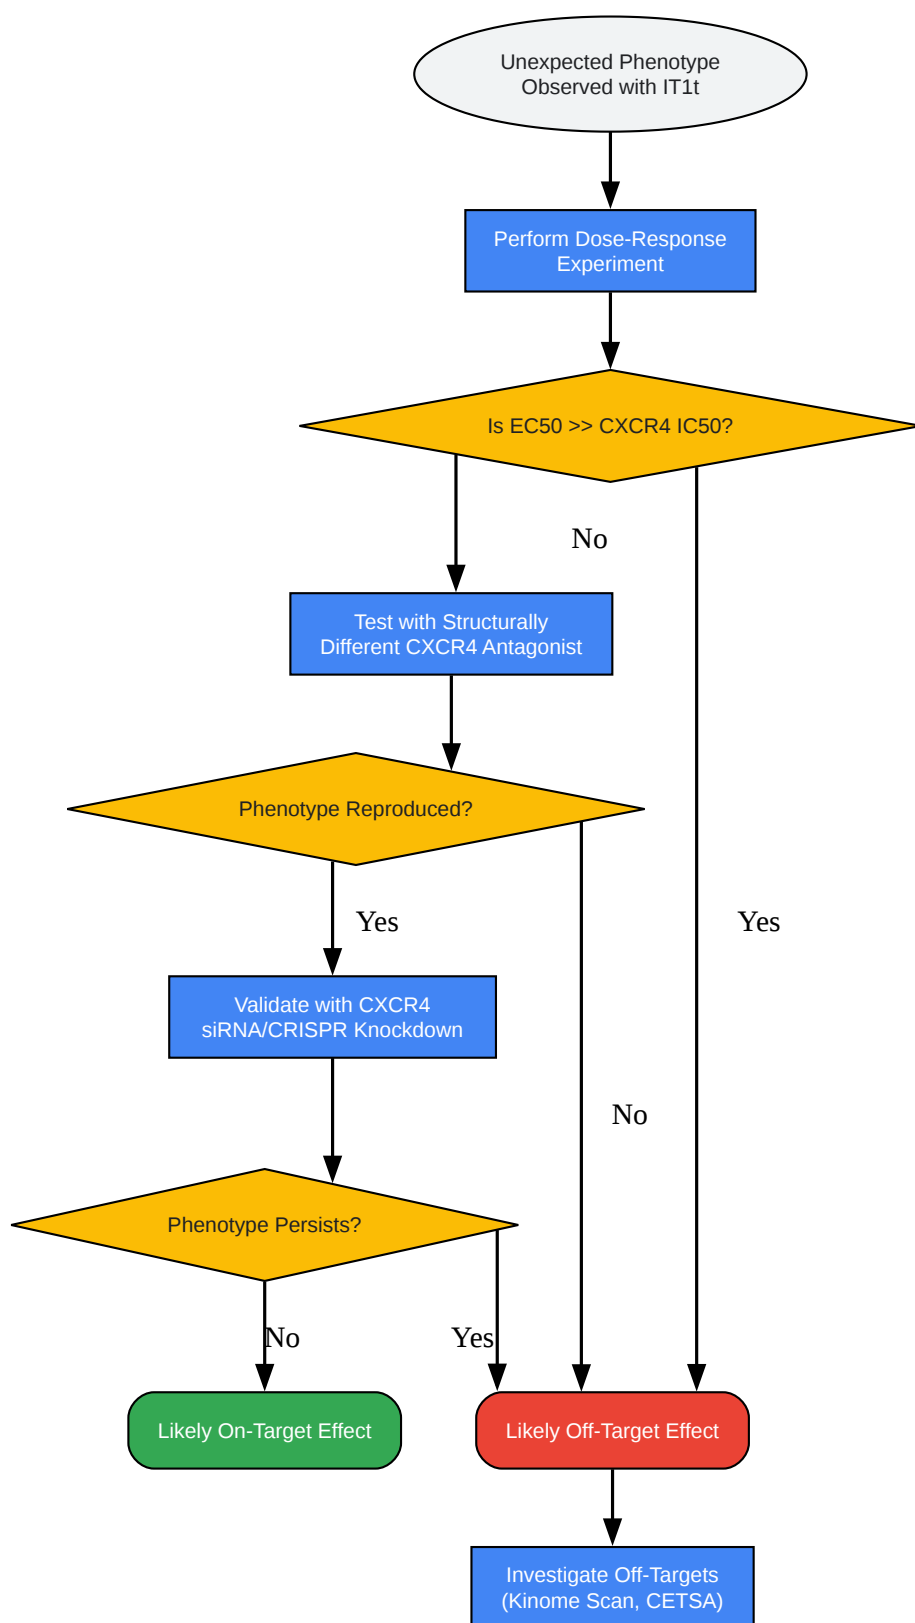 Unexpected Phenotype
Observed with IT1t
Perform Dose-Response
Experiment
Is EC50 >> CXCR4 IC50?
No
Test with Structurally
Different CXCR4 Antagonist
Phenotype Reproduced?
Yes
Yes
Validate with CXCR4
siRNA/CRISPR Knockdown
No
Phenotype Persists?
No
Yes
Likely On-Target Effect
Likely Off-Target Effect
Investigate Off-Targets
(Kinome Scan, CETSA)